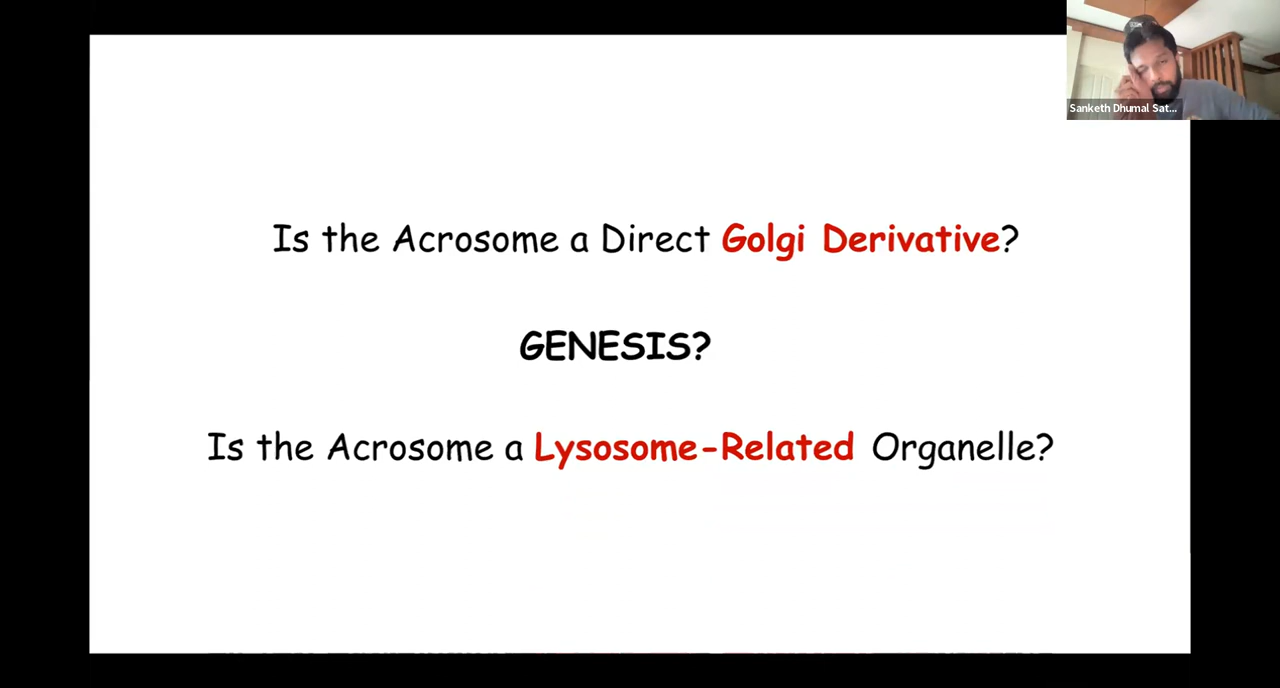 Sanketh Dhumal Sat...
Is the Acrosome a Direct Golgi Derivative?
GENESIS?
Is the Acrosome a Lysosome-Related Organelle?